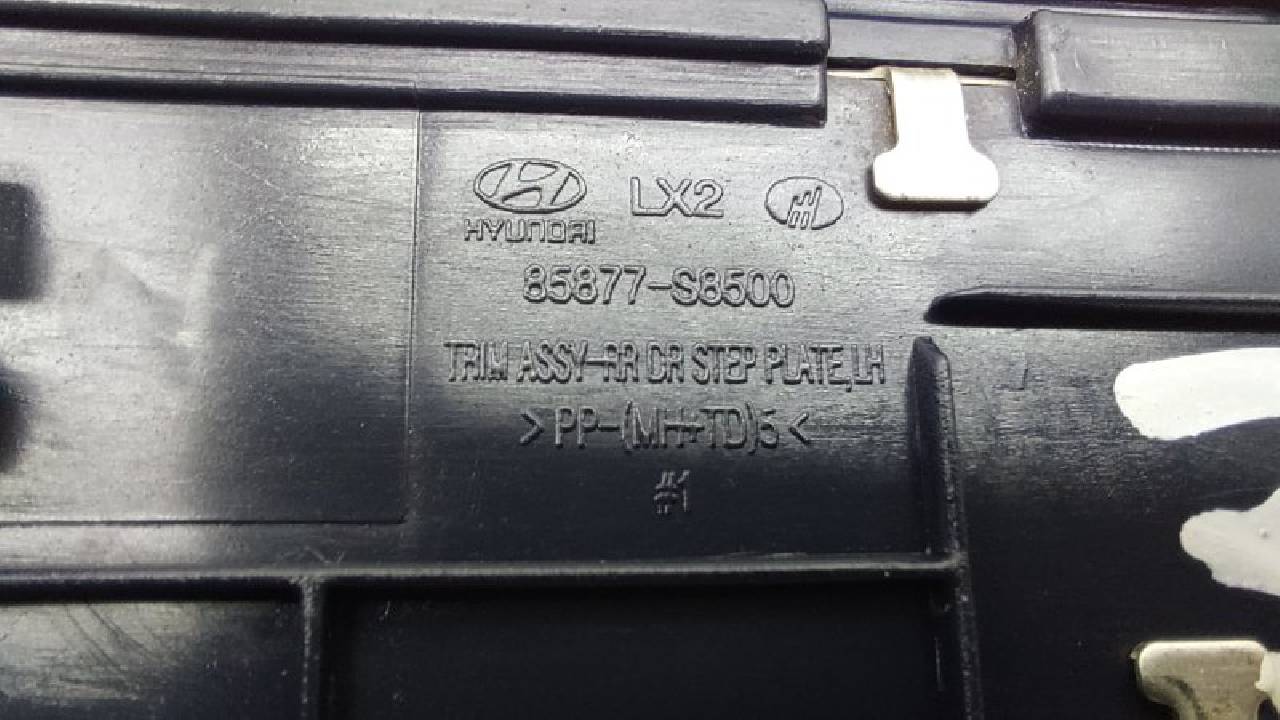 LX2
HYUNDAI
85877-S8500
TRIM ASSY-RR DR STEP PLATE,LH
>PP-(MH+TD)5<
#1